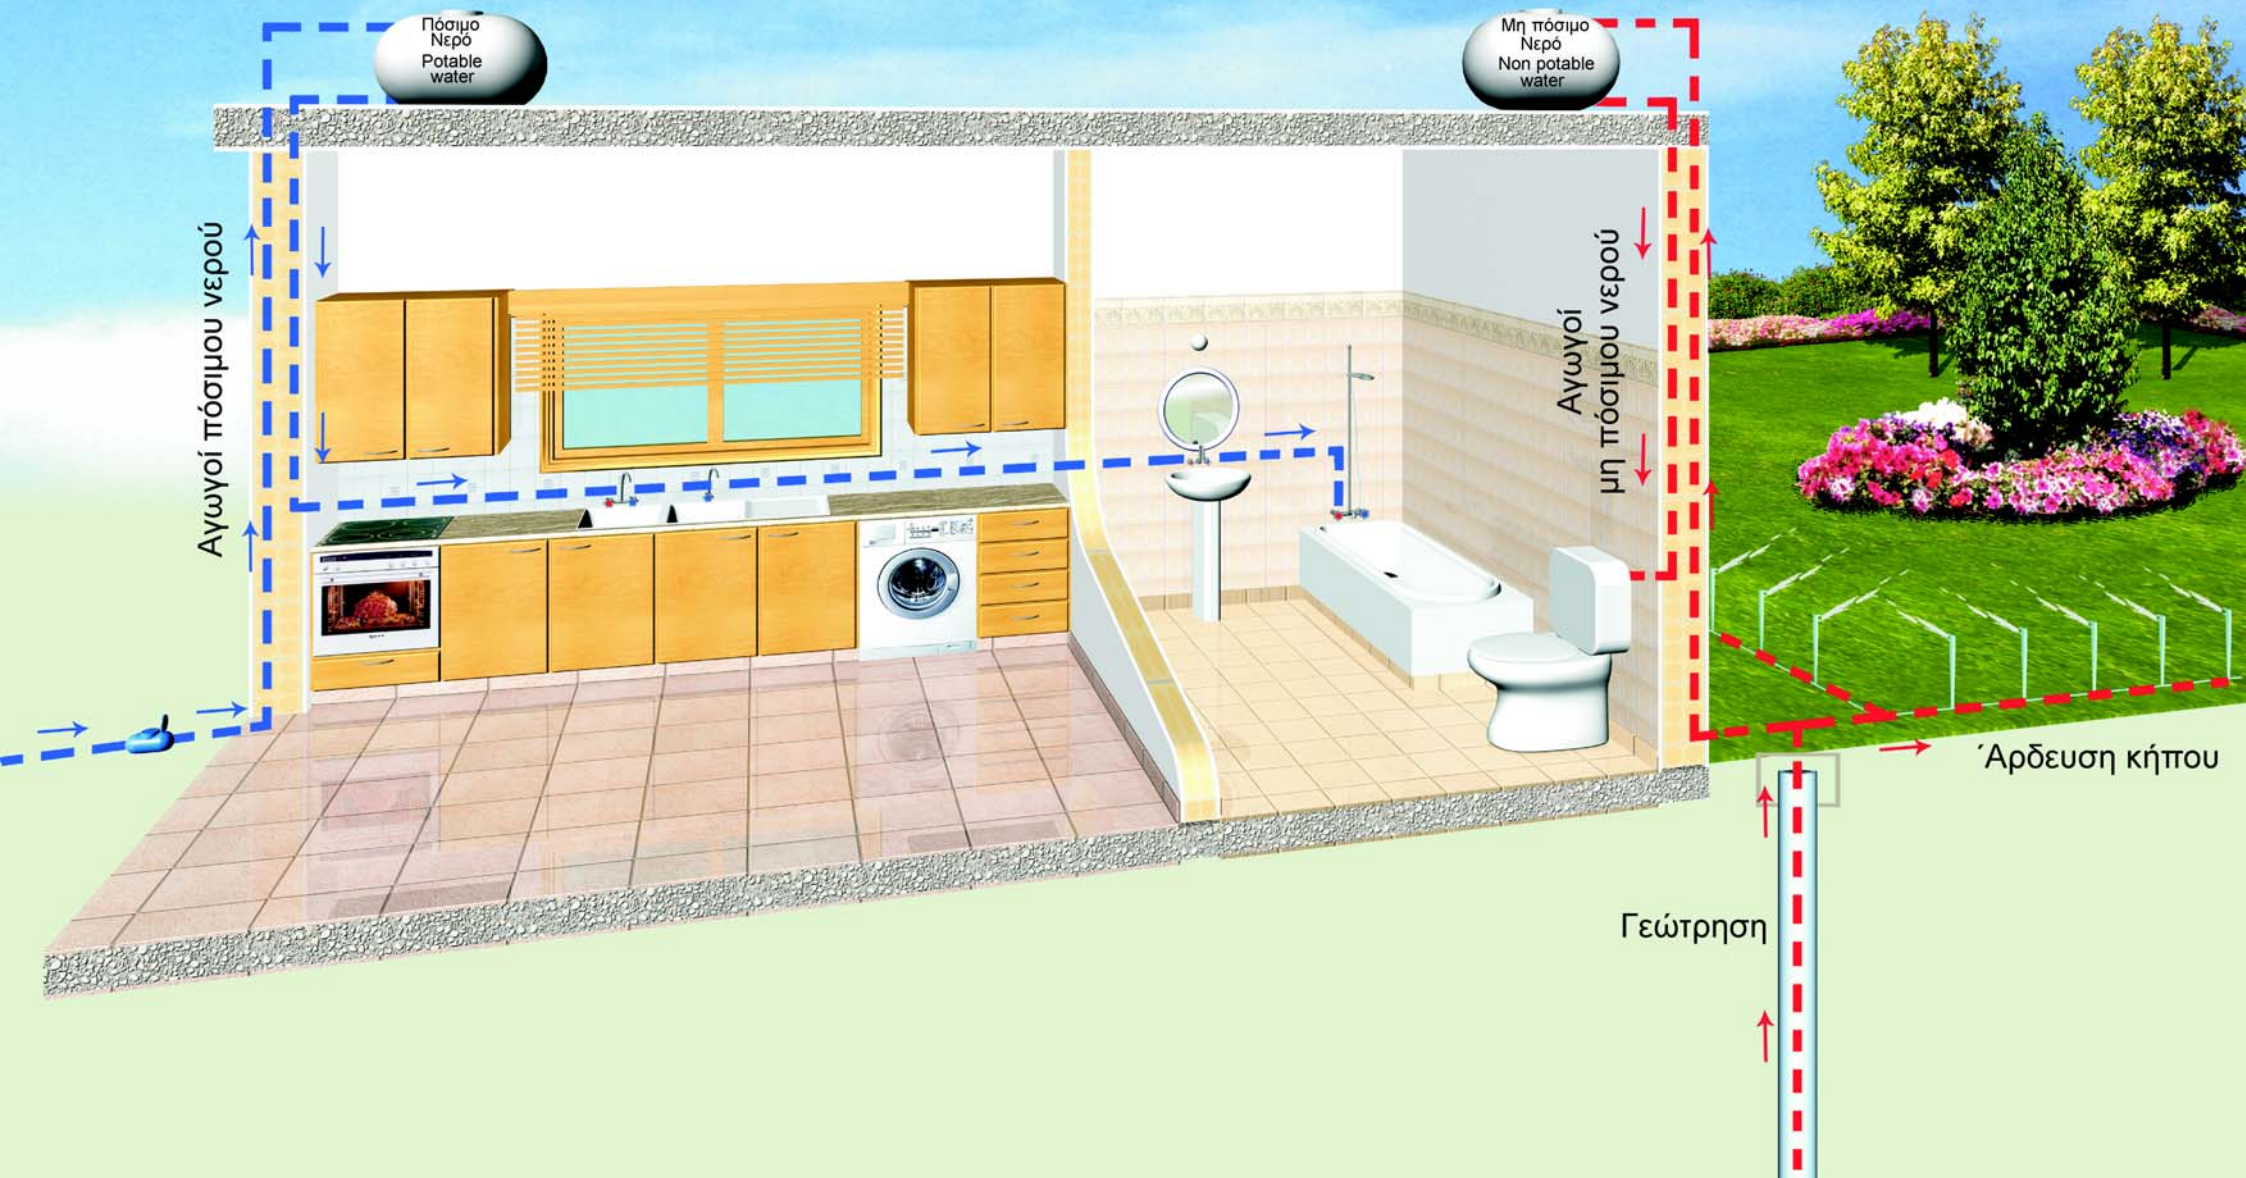 Πόσιμο
Νερό
Potable
water
Μη πόσιμο
Νερό
Non potable
water
Αγωγοί πόσιμου νερού
Αγωγοί
μη πόσιμου νερού
Άρδευση κήπου
Γεώτρηση